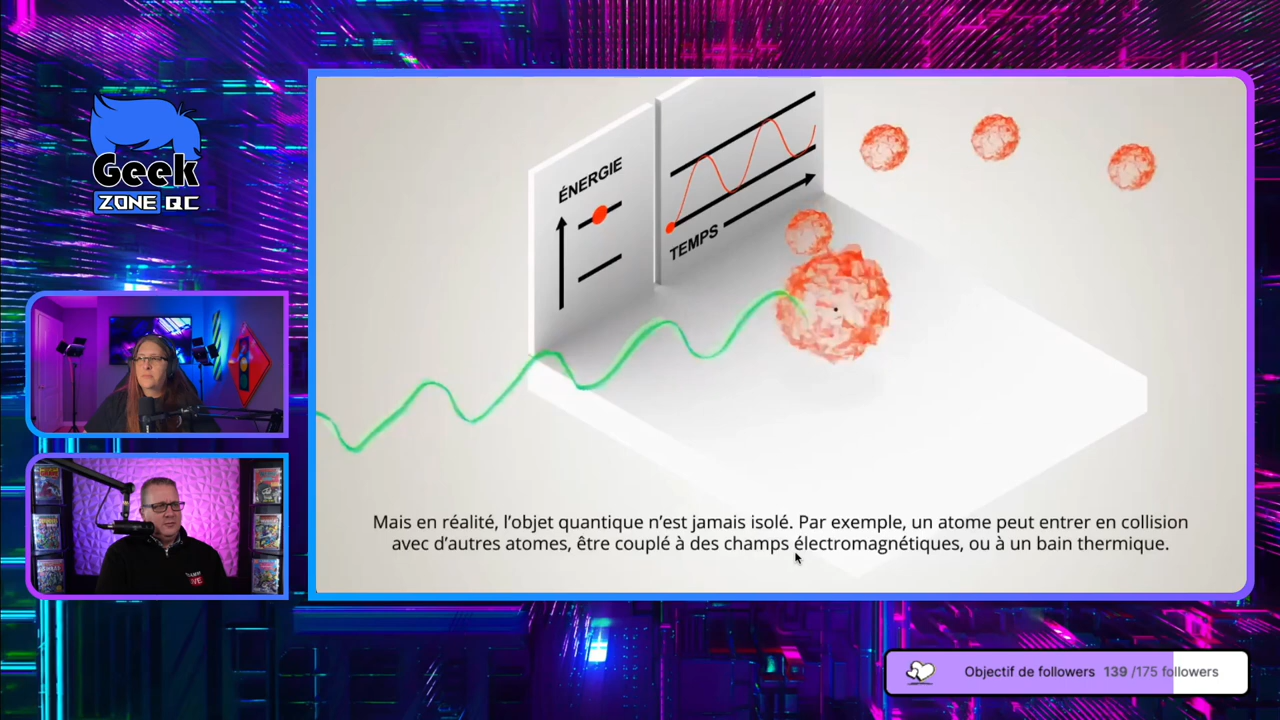 Geek
ZONE QC
ÉNERGIE
TEMPS
Mais en réalité, l'objet quantique n'est jamais isolé. Par exemple, un atome peut entrer en collision
avec d'autres atomes, être couplé à des champs électromagnétiques, ou à un bain thermique.
Objectif de followers 139 /175 followers